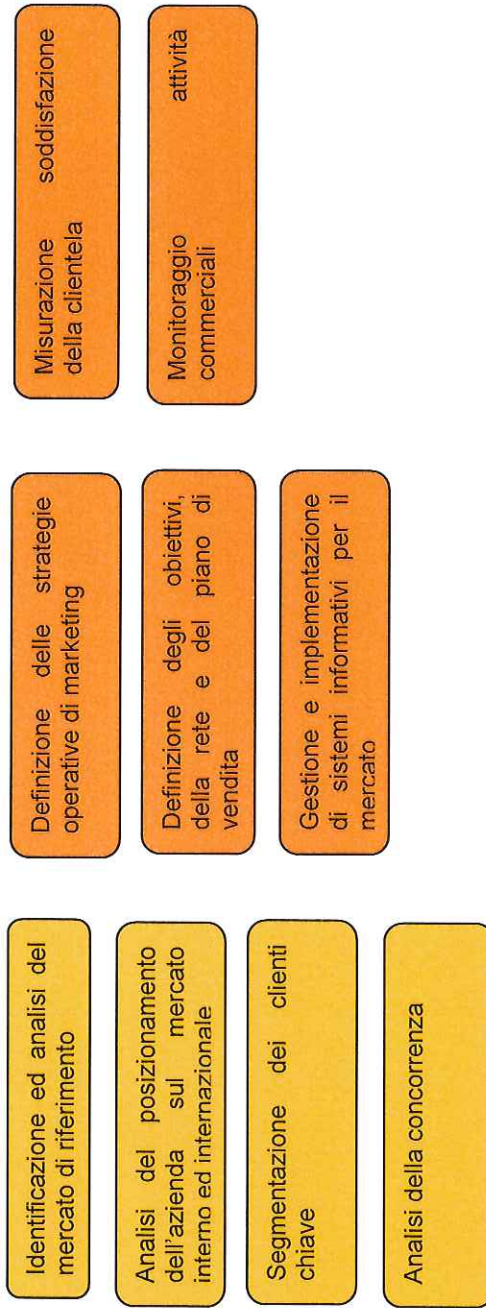 Identificazione ed analisi del
mercato di riferimento
Analisi del posizionamento
dell'azienda sul mercato
interno ed internazionale
Segmentazione dei clienti
chiave
Analisi della concorrenza
Definizione delle strategie
operative di marketing
Definizione degli obiettivi,
della rete e del piano di
vendita
Gestione e implementazione
di sistemi informativi per il
mercato
Misurazione soddisfazione
della clientela
Monitoraggio attività
commerciali